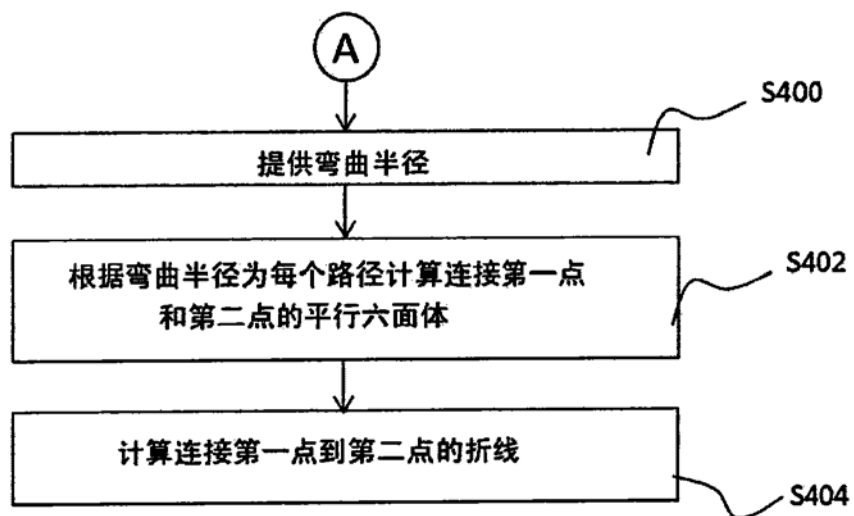 A
S400
提供弯曲半径
S402
根据弯曲半径为每个路径计算连接第一点
和第二点的平行六面体
计算连接第一点到第二点的折线
S404